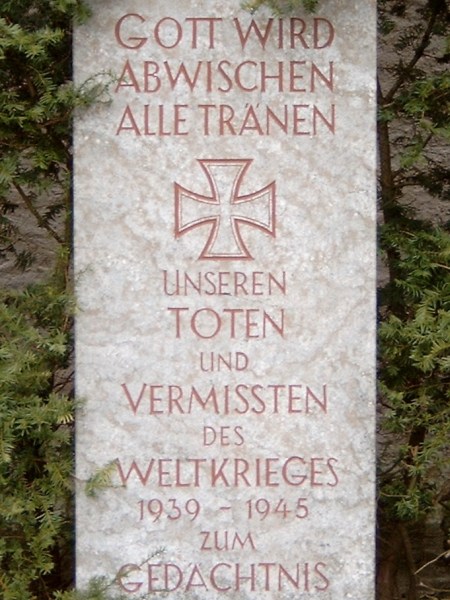 GOTT WIRD
ABWISCHEN
ALLE TRÄNEN
UNSEREN
TOTEN
UND
VERMISSTEN
DES
WELTKRIEGES
1939 - 1945
ZUM
GEDÄCHTNIS